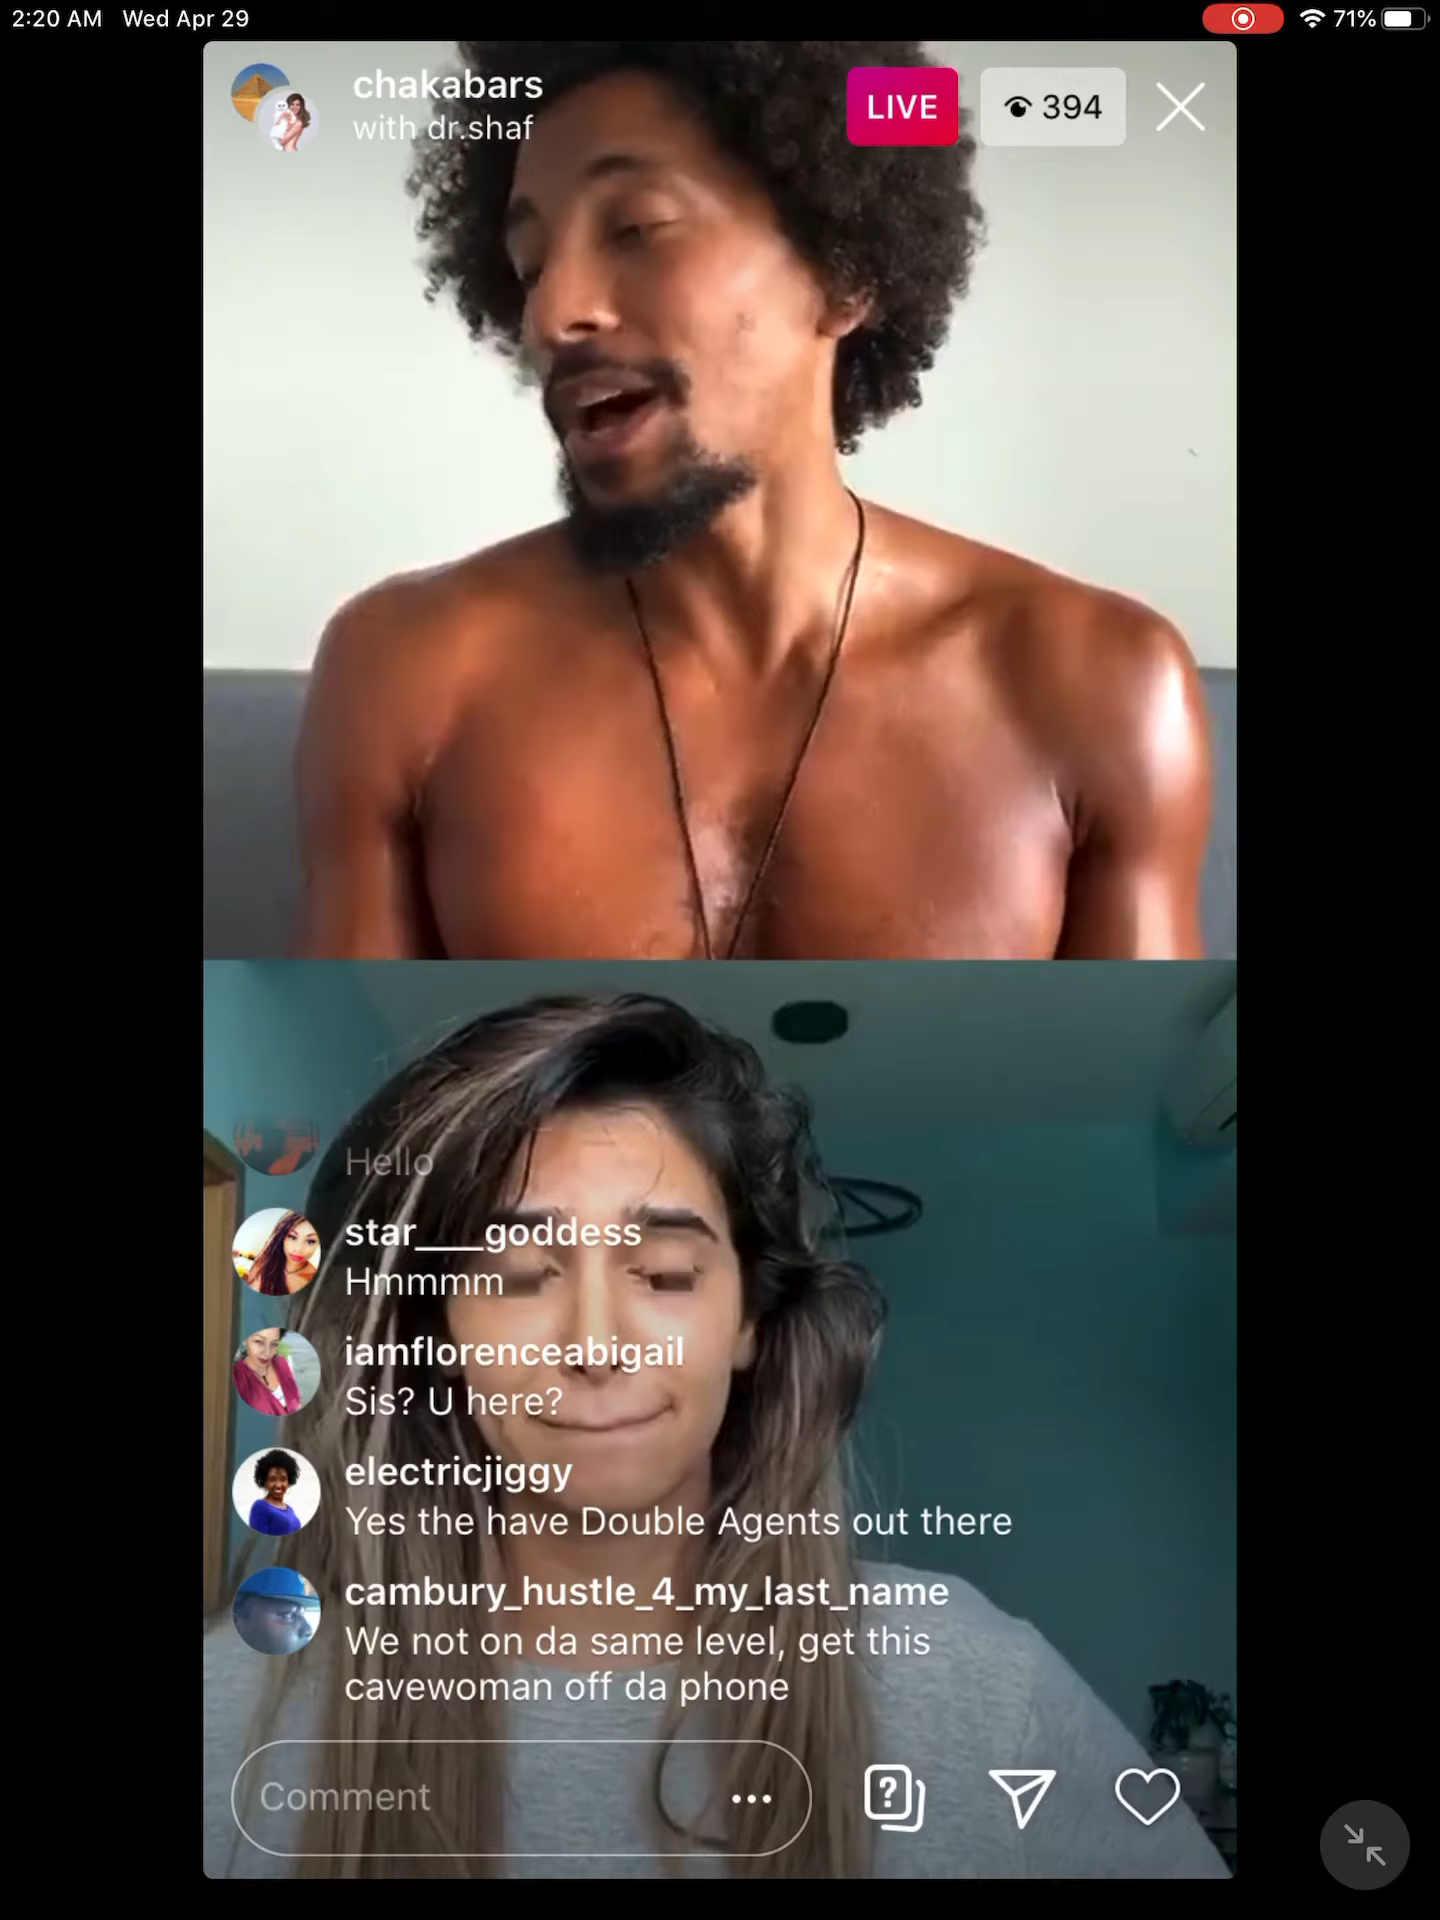 2:20 AM Wed Apr 29
71%
chakabars
with dr.shaf
LIVE
394
Hello
star____goddess
Hmmmm
iamflorenceabigail
Sis? U here?
electricjiggy
Yes the have Double Agents out there
cambury_hustle_4_my_last_name
We not on da same level, get this
cavewoman off da phone
Comment